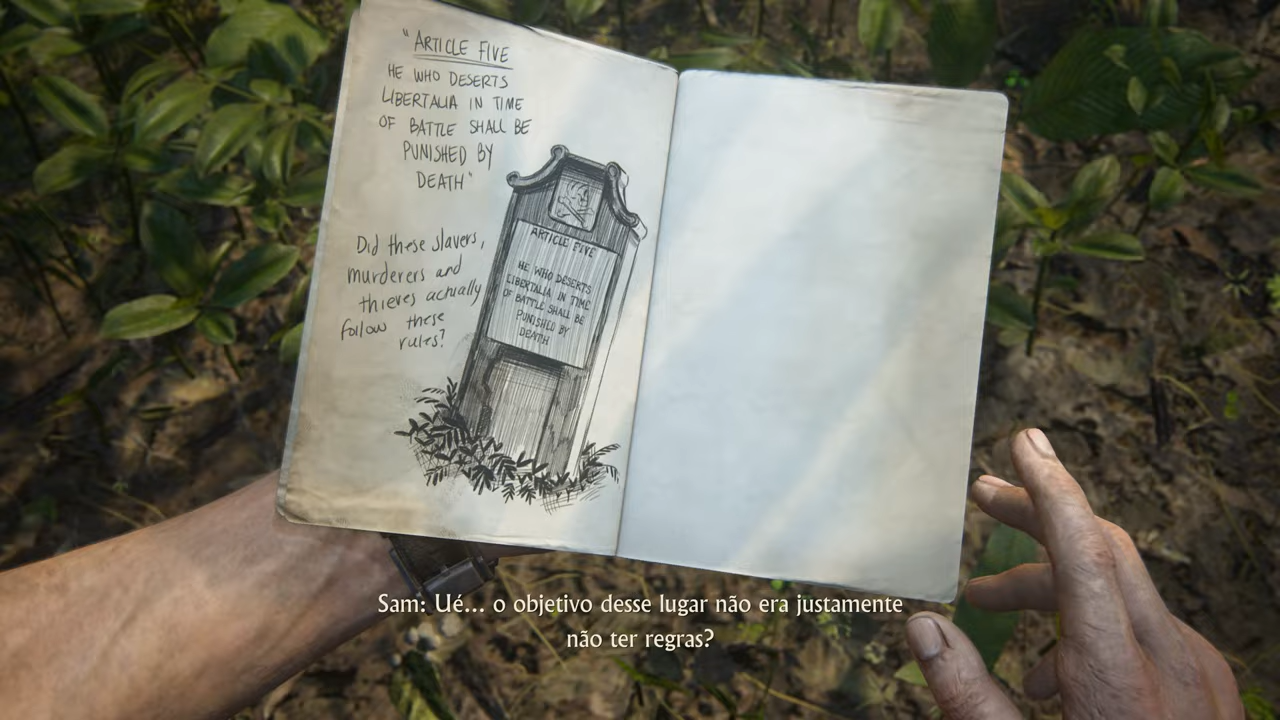 "ARTICLE FIVE
HE WHO DESERTS
LIBERTALIA IN TIME
OF BATTLE SHALL BE
PUNISHED BY
DEATH"
Did these slavers,
murderers and
thieves actually
follow these
rules?
ARTICLE FIVE
HE WHO DESERTS
LIBERTALIA IN TIME
OF BATTLE SHALL BE
PUNISHED BY
DEATH
Sam: Ué... o objetivo desse lugar não era justamente
não ter regras?